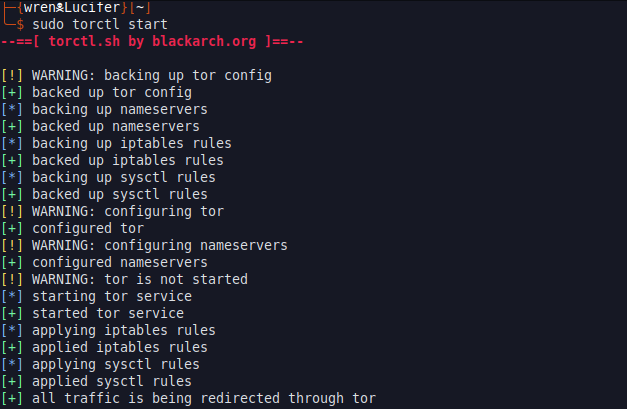 ┌─{wren☠Lucifer}[~]
└─$ sudo torctl start
--==[ torctl.sh by blackarch.org ]==--
[!] WARNING: backing up tor config
[+] backed up tor config
[*] backing up nameservers
[+] backed up nameservers
[*] backing up iptables rules
[+] backed up iptables rules
[*] backing up sysctl rules
[+] backed up sysctl rules
[!] WARNING: configuring tor
[+] configured tor
[!] WARNING: configuring nameservers
[+] configured nameservers
[!] WARNING: tor is not started
[*] starting tor service
[+] started tor service
[*] applying iptables rules
[+] applied iptables rules
[*] applying sysctl rules
[+] applied sysctl rules
[+] all traffic is being redirected through tor